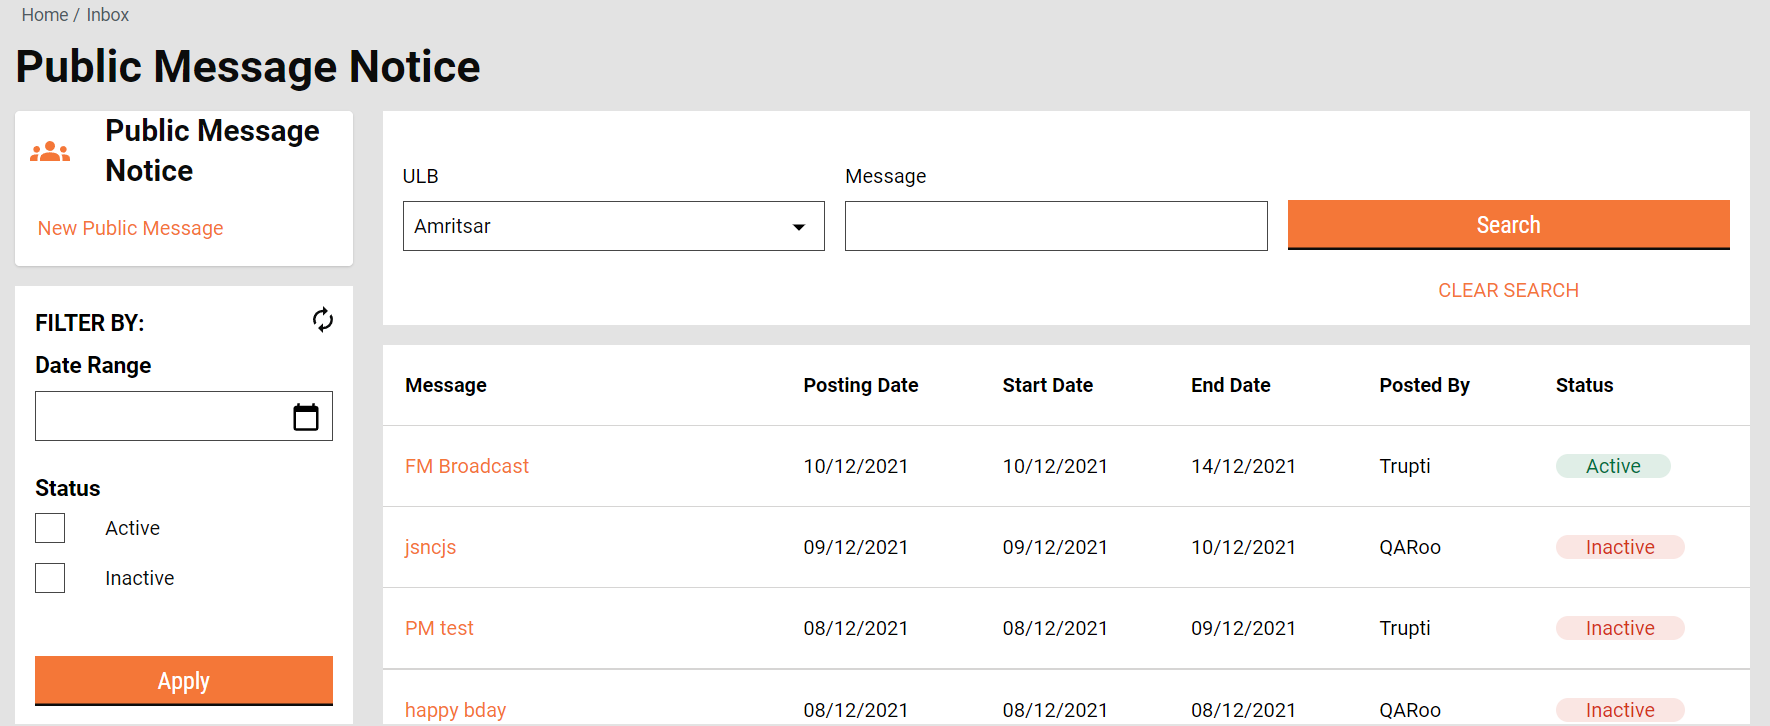 Home / Inbox
Public Message Notice
Public Message
Notice
New Public Message
FILTER BY:
Date Range
Status
Active
Inactive
Apply
ULB
Message
Amritsar
Search
CLEAR SEARCH
Message Posting Date Start Date End Date Posted By Status
FM Broadcast 10/12/2021 10/12/2021 14/12/2021 Trupti Active
jsncjs 09/12/2021 09/12/2021 10/12/2021 QARoo Inactive
PM test 08/12/2021 08/12/2021 09/12/2021 Trupti Inactive
happy bday 08/12/2021 08/12/2021 08/12/2021 QARoo Inactive